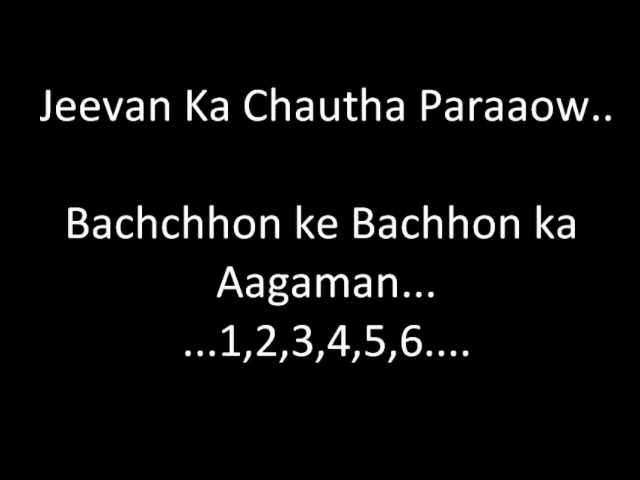 Jeevan Ka Chautha Paraaow..
Bachchhon ke Bachhon ka
Aagaman...
...1,2,3,4,5,6....